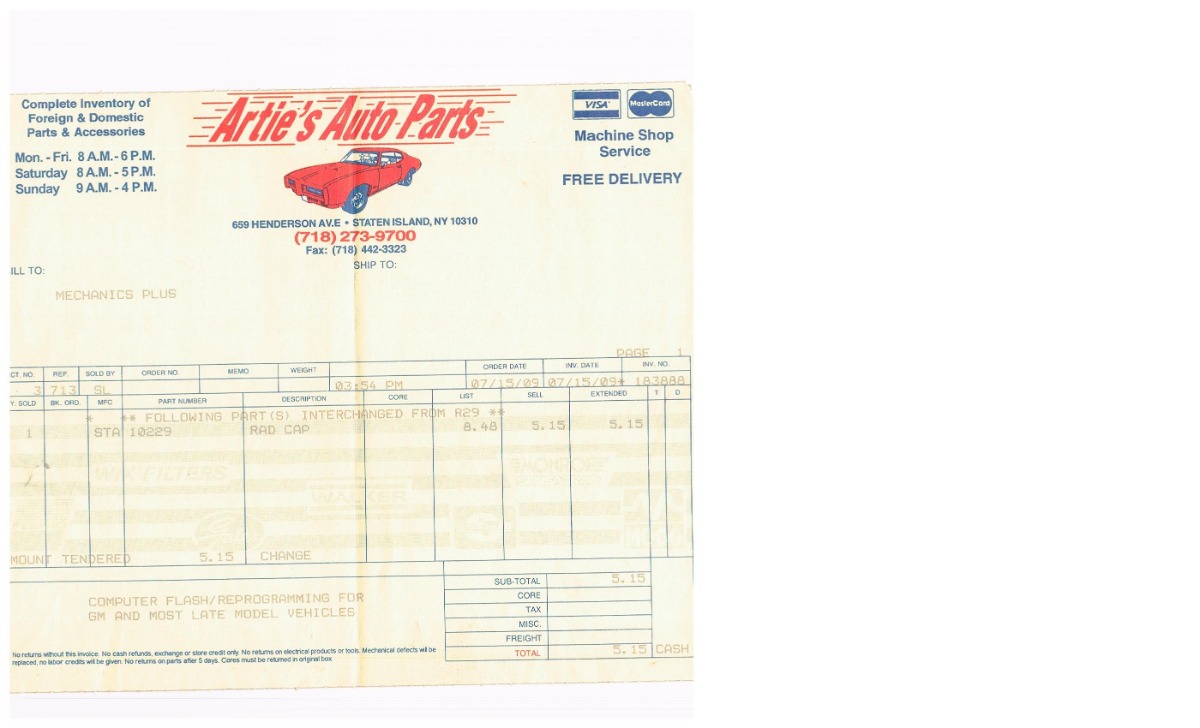 Complete Inventory of
Foreign & Domestic
Parts & Accessories
Mon. - Fri. 8 A.M. - 6 P.M.
Saturday 8 A.M. - 5 P.M.
Sunday 9 A.M. - 4 P.M.
Artie's Auto Parts
659 HENDERSON AV.E • STATEN ISLAND, NY 10310
(718) 273-9700
Fax: (718) 442-3323
VISA MasterCard
Machine Shop
Service
FREE DELIVERY
ILL TO: SHIP TO:
MECHANICS PLUS
PAGE 1
CT. NO. REF. SOLD BY ORDER NO. MEMO WEIGHT ORDER DATE INV. DATE INV. NO.
3 713 SL 03:54 PM 07/15/09 07/15/09* 183888
Y. SOLD BK. ORD. MFC PART NUMBER DESCRIPTION CORE LIST SELL EXTENDED T D
* ** FOLLOWING PART(S) INTERCHANGED FROM R29 **
1 STA 10229 RAD CAP 8.48 5.15 5.15
WIX FILTERS
MONROE
WALKER
MOUNT TENDERED 5.15 CHANGE
SUB-TOTAL 5.15
CORE
TAX
MISC.
FREIGHT
TOTAL 5.15 CASH
COMPUTER FLASH/REPROGRAMMING FOR
GM AND MOST LATE MODEL VEHICLES
No returns without this invoice. No cash refunds, exchange or store credit only. No returns on electrical products or tools. Mechanical defects will be
replaced, no labor credits will be given. No returns on parts after 5 days. Cores must be returned in original box